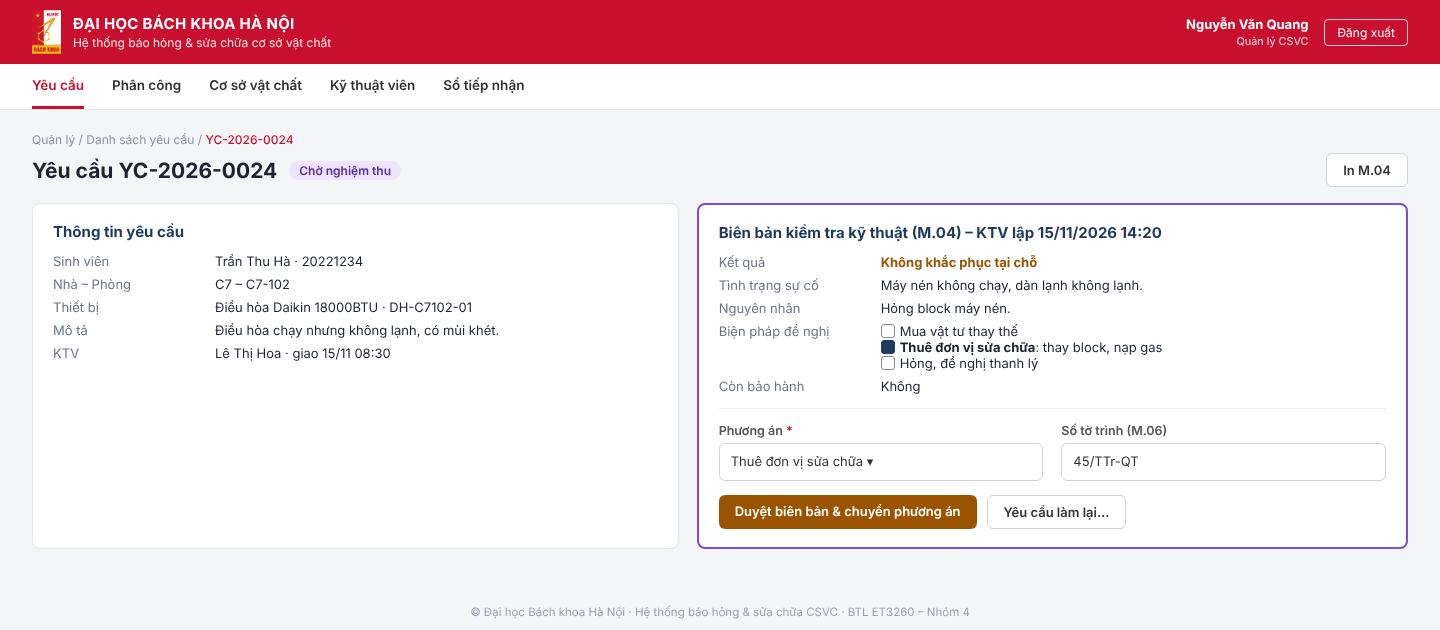 BÁCH KHOA
ĐẠI HỌC BÁCH KHOA HÀ NỘI
Hệ thống báo hỏng & sửa chữa cơ sở vật chất
Nguyễn Văn Quang
Quản lý CSVC
Đăng xuất
Yêu cầu
Phân công
Cơ sở vật chất
Kỹ thuật viên
Sổ tiếp nhận
Quản lý / Danh sách yêu cầu / YC-2026-0024
Yêu cầu YC-2026-0024
Chờ nghiệm thu
In M.04
Thông tin yêu cầu
Sinh viên Trần Thu Hà · 20221234
Nhà – Phòng C7 – C7-102
Thiết bị Điều hòa Daikin 18000BTU · DH-C7102-01
Mô tả Điều hòa chạy nhưng không lạnh, có mùi khét.
KTV Lê Thị Hoa · giao 15/11 08:30
Biên bản kiểm tra kỹ thuật (M.04) – KTV lập 15/11/2026 14:20
Kết quả Không khắc phục tại chỗ
Tình trạng sự cố Máy nén không chạy, dàn lạnh không lạnh.
Nguyên nhân Hỏng block máy nén.
Biện pháp đề nghị Mua vật tư thay thế
Thuê đơn vị sửa chữa: thay block, nạp gas
Hỏng, đề nghị thanh lý
Còn bảo hành Không
Phương án *
Số tờ trình (M.06)
Thuê đơn vị sửa chữa ▾
45/TTr-QT
Duyệt biên bản & chuyển phương án
Yêu cầu làm lại...
© Đại học Bách khoa Hà Nội · Hệ thống báo hỏng & sửa chữa CSVC · BTL ET3260 – Nhóm 4